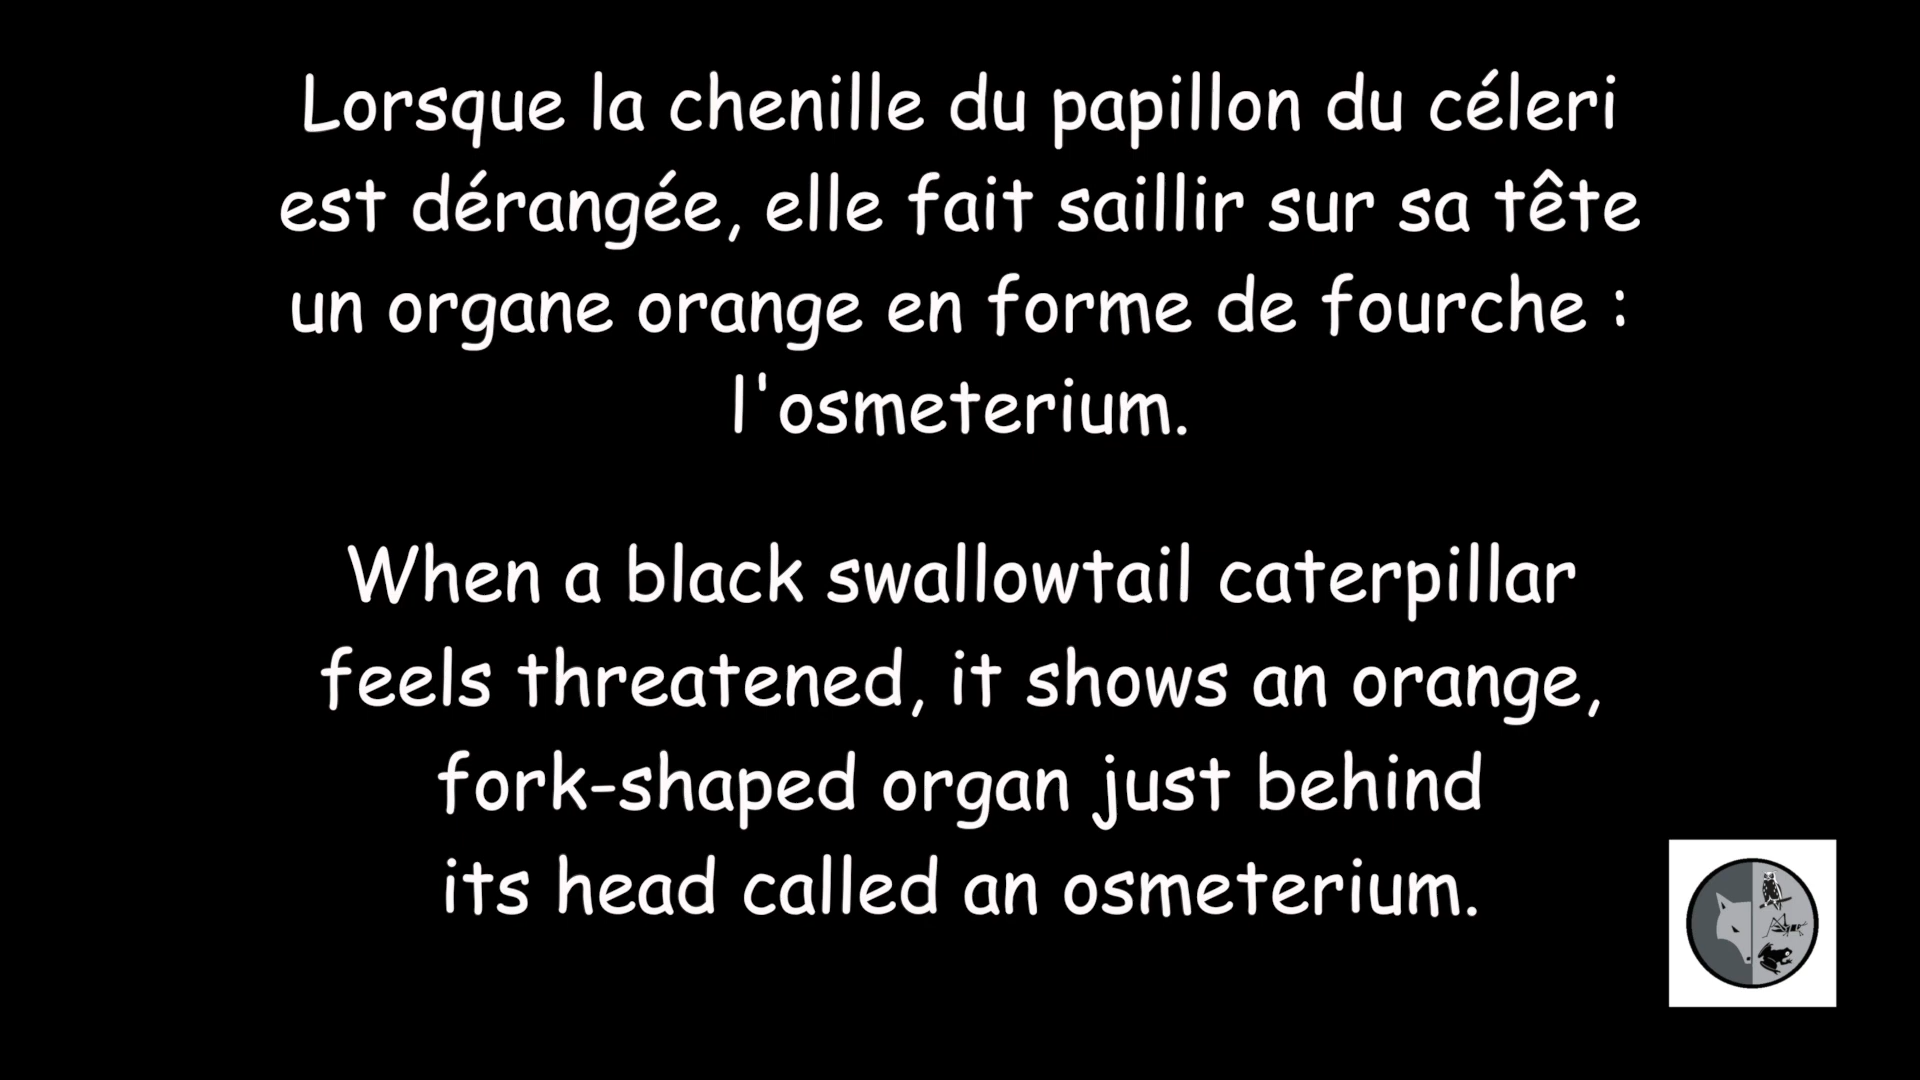 Lorsque la chenille du papillon du céleri
est dérangée, elle fait saillir sur sa tête
un organe orange en forme de fourche :
l'osmeterium.
When a black swallowtail caterpillar
feels threatened, it shows an orange,
fork-shaped organ just behind
its head called an osmeterium.